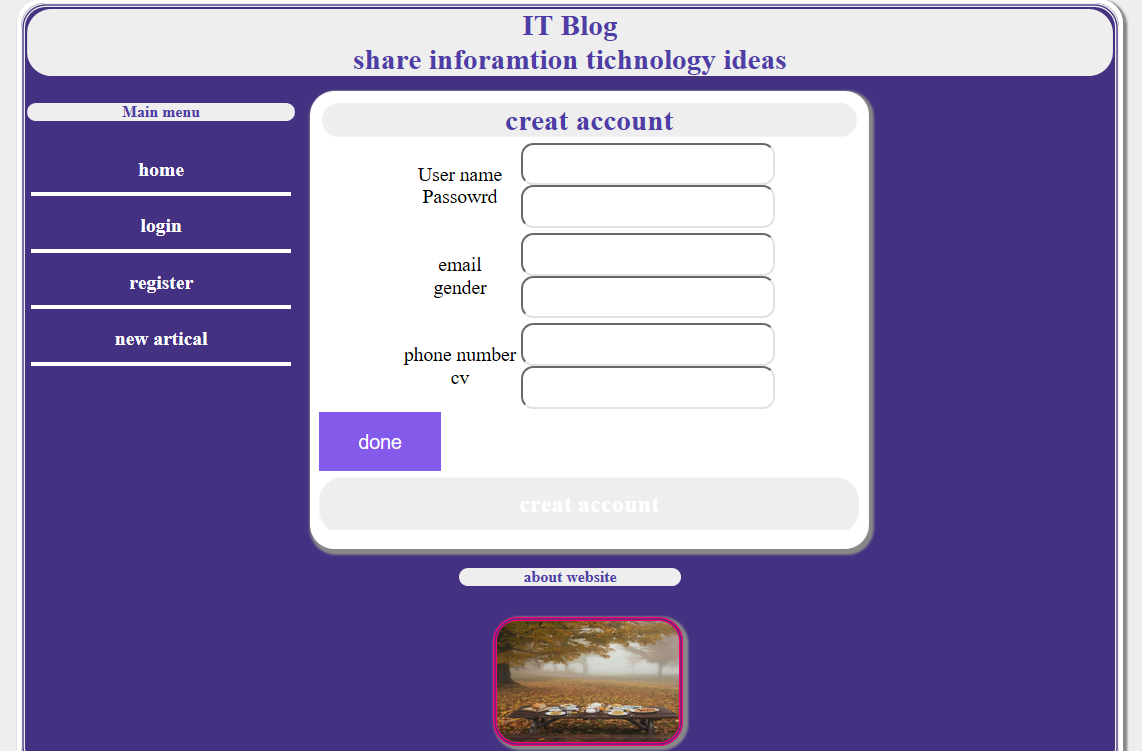 IT Blog
share inforamtion tichnology ideas
Main menu
home
login
register
new artical
creat account
User name
Passowrd
email
gender
phone number
cv
done
creat account
about website